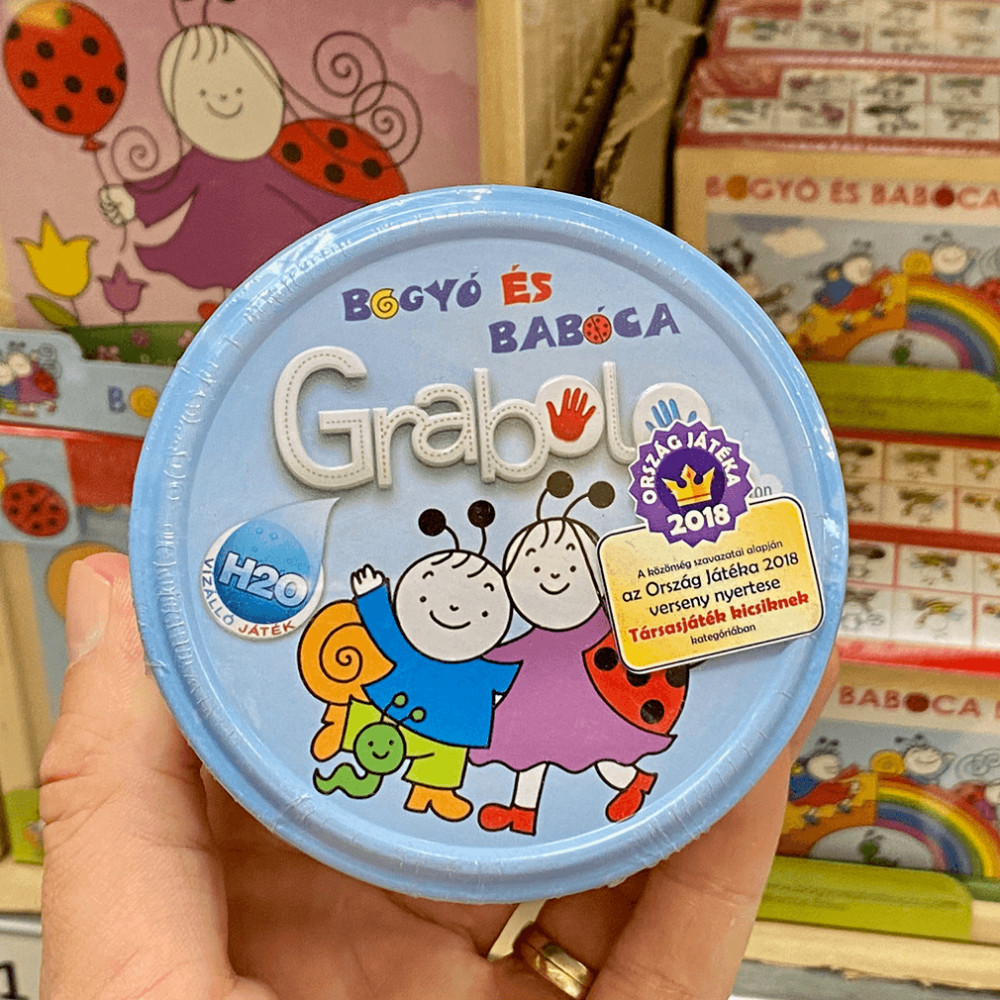 BOGYÓ ÉS
BABÓCA
Grabolo
ORSZÁG JÁTÉKA
2018
A közönség szavazatai alapján
az Ország Játéka 2018
verseny nyertese
Társasjáték kicsiknek
kategóriában
H2O
VÍZÁLLÓ JÁTÉK
BOGYÓ ÉS BABÓCA
BABÓCA